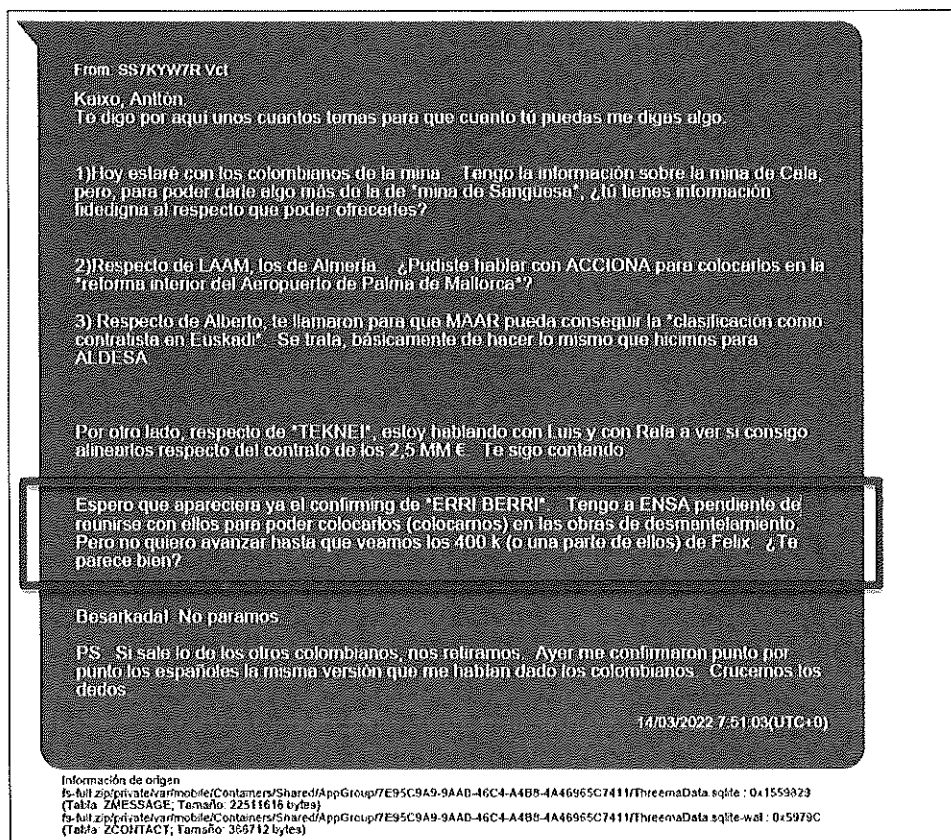 From: SS7KYW7R Vct
Kaixo, Antton.
Te digo por aquí unos cuantos temas para que cuanto tú puedas me digas algo.
1)Hoy estaré con los colombianos de la mina. Tengo la información sobre la mina de Cala,
pero, para poder darle algo más de la de *mina de Sangüesa*, ¿tú tienes información
fidedigna al respecto que poder ofrecerles?
2)Respecto de LAAM, los de Almería. ¿Pudiste hablar con ACCIONA para colocarlos en la
*reforma interior del Aeropuerto de Palma de Mallorca*?
3) Respecto de Alberto, te llamaron para que MAAR pueda conseguir la *clasificación como
contratista en Euskadi*. Se trata, básicamente de hacer lo mismo que hicimos para
ALDESA
Por otro lado, respecto de *TEKNEI*, estoy hablando con Luis y con Rafa a ver si consigo
alinearlos respecto del contrato de los 2,5 MM €. Te sigo contando
Espero que apareciera ya el confirming de *ERRI BERRI*. Tengo a ENSA pendiente de
reunirse con ellos para poder colocarlos (colocarnos) en las obras de desmantelamiento.
Pero no quiero avanzar hasta que veamos los 400 k (o una parte de ellos) de Felix. ¿Te
parece bien?
Besarkada! No paramos
PS. Si sale lo de los otros colombianos, nos retiramos. Ayer me confirmaron punto por
punto los españoles la misma versión que me habían dado los colombianos. Crucemos los
dedos
14/03/2022 7:51:03(UTC+0)
Información de origen
fs-full.zip/private/var/mobile/Containers/Shared/AppGroup/7E95C9A9-9AAD-46C4-A4B8-4A46965C7411/ThreemaData.sqlite : 0x1559823
(Tabla: ZMESSAGE; Tamaño: 22511616 bytes)
fs-full.zip/private/var/mobile/Containers/Shared/AppGroup/7E95C9A9-9AAD-46C4-A4B8-4A46965C7411/ThreemaData.sqlite-wal : 0x5979C
(Tabla: ZCONTACT; Tamaño: 366712 bytes)